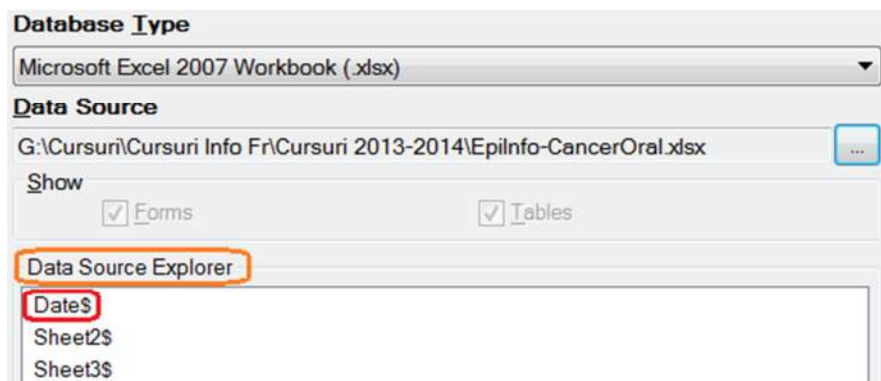 Database Type
Microsoft Excel 2007 Workbook (.xlsx)
Data Source
G:\Cursuri\Cursuri Info Fr\Cursuri 2013-2014\EpiInfo-CancerOral.xlsx ...
Show
Forms Tables
Data Source Explorer
Date$
Sheet2$
Sheet3$